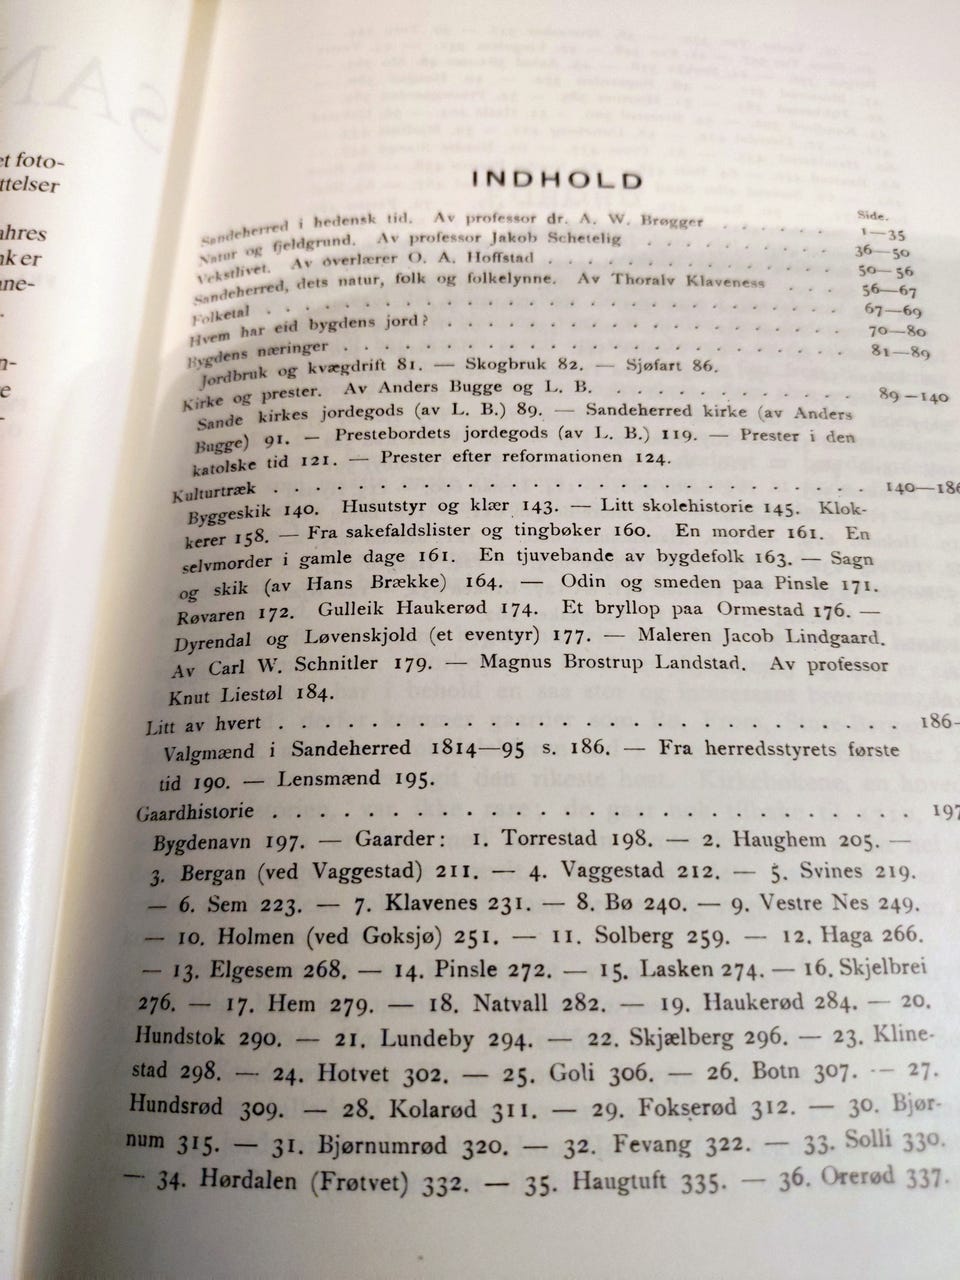 et foto-
ttelser
ahres
nker
ne-
INDHOLD
Side.
Sandeherred i hedensk tid. Av professor dr. A. W. Brøgger . . . . . . 1—35
Natur og fjeldgrund. Av professor Jakob Schetelig . . . . . . . . . 36—50
Vekstlivet. Av overlærer O. A. Hoffstad . . . . . . . . . . . . 50—56
Sandeherred, dets natur, folk og folkelynne. Av Thoralv Klaveness . . . 56—67
Folketal . . . . . . . . . . . . . . . . . . . . . . . . 67—69
Hvem har eid bygdens jord? . . . . . . . . . . . . . . . . . 70—80
Bygdens næringer . . . . . . . . . . . . . . . . . . . . . 81—89
Jordbruk og kvægdrift 81. — Skogbruk 82. — Sjøfart 86.
Kirke og prester. Av Anders Bugge og L. B. . . . . . . . . . . . 89—140
Sande kirkes jordegods (av L. B.) 89. — Sandeherred kirke (av Anders
Bugge) 91. — Prestebordets jordegods (av L. B.) 119. — Prester i den
katolske tid 121. — Prester efter reformationen 124.
Kulturtræk . . . . . . . . . . . . . . . . . . . . . . 140—186
Byggeskik 140. Husutstyr og klær 143. — Litt skolehistorie 145. Klok-
kerer 158. — Fra sakefaldslister og tingbøker 160. En morder 161. En
selvmorder i gamle dage 161. En tjuvebande av bygdefolk 163. — Sagn
og skik (av Hans Brække) 164. — Odin og smeden paa Pinsle 171.
Røvaren 172. Gulleik Haukerød 174. Et bryllop paa Ormestad 176. —
Dyrendal og Løvenskjold (et eventyr) 177. — Maleren Jacob Lindgaard.
Av Carl W. Schnitler 179. — Magnus Brostrup Landstad. Av professor
Knut Liestøl 184.
Litt av hvert . . . . . . . . . . . . . . . . . . . . . . 186-
Valgmænd i Sandeherred 1814—95 s. 186. — Fra herredsstyrets første
tid 190. — Lensmænd 195.
Gaardhistorie . . . . . . . . . . . . . . . . . . . . . . 197
Bygdenavn 197. — Gaarder: 1. Torrestad 198. — 2. Haughem 205. —
3. Bergan (ved Vaggestad) 211. — 4. Vaggestad 212. — 5. Svines 219.
— 6. Sem 223. — 7. Klavenes 231. — 8. Bø 240. — 9. Vestre Nes 249.
— 10. Holmen (ved Goksjø) 251. — 11. Solberg 259. — 12. Haga 266.
— 13. Elgesem 268. — 14. Pinsle 272. — 15. Lasken 274. — 16. Skjelbrei
276. — 17. Hem 279. — 18. Natvall 282. — 19. Haukerød 284. — 20.
Hundstok 290. — 21. Lundeby 294. — 22. Skjælberg 296. — 23. Kline-
stad 298. — 24. Hotvet 302. — 25. Goli 306. — 26. Botn 307. — 27.
Hundsrød 309. — 28. Kolarød 311. — 29. Fokserød 312. — 30. Bjør-
num 315. — 31. Bjørnumrød 320. — 32. Fevang 322. — 33. Solli 330.
— 34. Hørdalen (Frøtvet) 332. — 35. Haugtuft 335. — 36. Orerød 337.